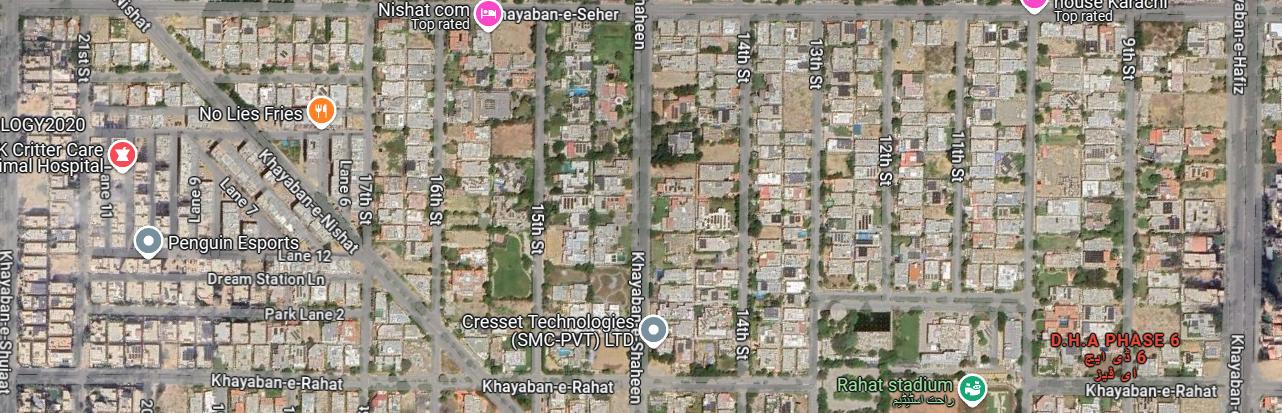 Nishat
Nishat com
Top rated
Khayaban-e-Seher
haheen
house Karachi
Top rated
21st St
14th St
13th St
9th St
yaban-e-Hafiz
No Lies Fries
LOGY2020
K Critter Care
imal Hospital
Lane 11
Lane 9
Lane 7
Khayaban-e-Nishat
Lane 6
17th St
16th St
15th St
12th St
11th St
Penguin Esports
Lane 12
Dream Station Ln
Park Lane 2
Khayaban-e-Shujaat
Cresset Technologies
(SMC-PVT) LTD.
Khayaban-e-Shaheen
14th St
D.H.A PHASE 6
ڈی ایچ 6
اے فیز
Khayaban-e-Rahat
Khayaban-e-Rahat
Rahat stadium
راحت اسٹیڈیم
Khayaban-e-Rahat
Khayaban
20